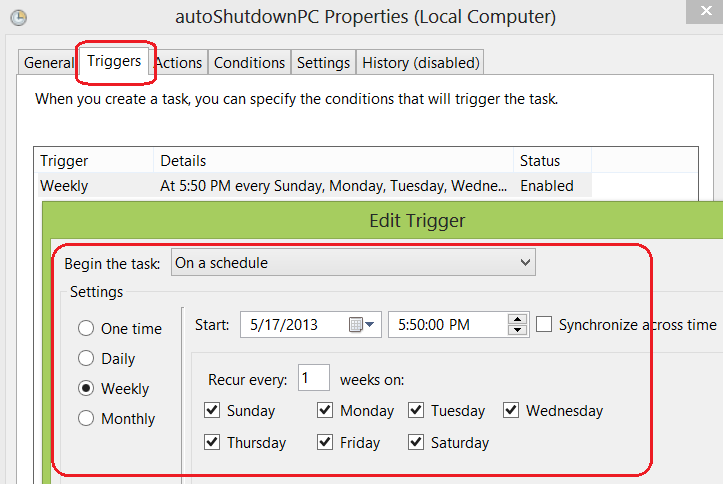 autoShutdownPC Properties (Local Computer)
General Triggers Actions Conditions Settings History (disabled)
When you create a task, you can specify the conditions that will trigger the task.
Trigger Details Status
Weekly At 5:50 PM every Sunday, Monday, Tuesday, Wedne... Enabled
Edit Trigger
Begin the task: On a schedule
Settings
One time
Daily
Weekly
Monthly
Start: 5/17/2013 5:50:00 PM Synchronize across time
Recur every: 1 weeks on:
Sunday Monday Tuesday Wednesday
Thursday Friday Saturday